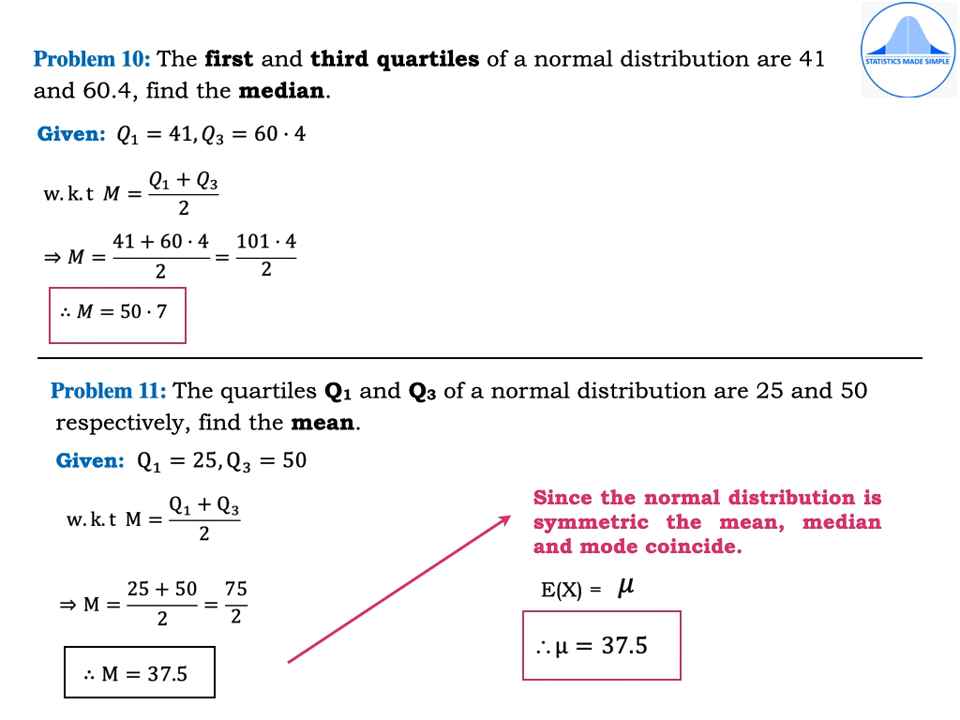 STATISTICS MADE SIMPLE
Problem 10: The first and third quartiles of a normal distribution are 41
and 60.4, find the median.
Given: Q₁ = 41, Q₃ = 60 · 4
w. k. t M = (Q₁ + Q₃)/2
⇒ M = (41 + 60 · 4)/2 = (101 · 4)/2
∴ M = 50 · 7
Problem 11: The quartiles Q₁ and Q₃ of a normal distribution are 25 and 50
respectively, find the mean.
Given: Q₁ = 25, Q₃ = 50
w. k. t M = (Q₁ + Q₃)/2
⇒ M = (25 + 50)/2 = 75/2
∴ M = 37.5
Since the normal distribution is
symmetric the mean, median
and mode coincide.
E(X) = μ
∴ μ = 37.5